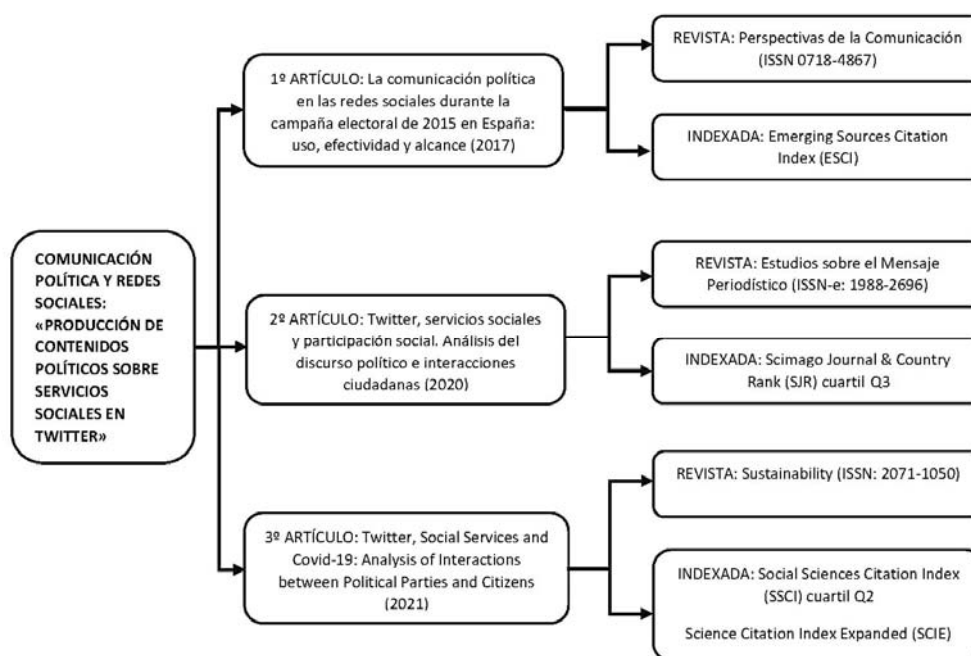 COMUNICACIÓN
POLÍTICA Y REDES
SOCIALES:
«PRODUCCIÓN DE
CONTENIDOS
POLÍTICOS SOBRE
SERVICIOS
SOCIALES EN
TWITTER»
1º ARTÍCULO: La comunicación política
en las redes sociales durante la
campaña electoral de 2015 en España:
uso, efectividad y alcance (2017)
REVISTA: Perspectivas de la Comunicación
(ISSN 0718-4867)
INDEXADA: Emerging Sources Citation
Index (ESCI)
2º ARTÍCULO: Twitter, servicios sociales
y participación social. Análisis del
discurso político e interacciones
ciudadanas (2020)
REVISTA: Estudios sobre el Mensaje
Periodístico (ISSN-e: 1988-2696)
INDEXADA: Scimago Journal & Country
Rank (SJR) cuartil Q3
3º ARTÍCULO: Twitter, Social Services and
Covid-19: Analysis of Interactions
between Political Parties and Citizens
(2021)
REVISTA: Sustainability (ISSN: 2071-1050)
INDEXADA: Social Sciences Citation Index
(SSCI) cuartil Q2
Science Citation Index Expanded (SCIE)